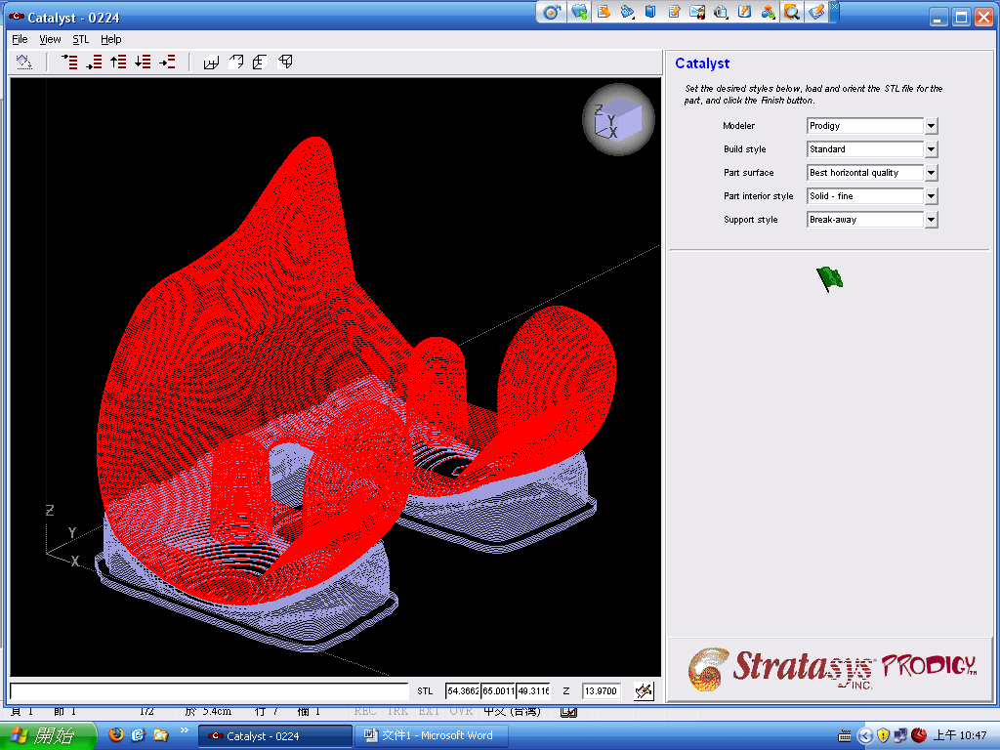 Catalyst - 0224
File View STL Help
Catalyst
Set the desired styles below, load and orient the STL file for the
part, and click the Finish button.
Modeler Prodigy
Build style Standard
Part surface Best horizontal quality
Part interior style Solid - fine
Support style Break-away
Z
Y
X
Z
Y
X
Stratasys INC. PRODIGY TM
STL 54.3662 65.0011 49.3116 Z 13.9700
頁 1 節 1 1/2 於 5.4cm 行 7 欄 1 REC TRK EXT OVR 中文 (台灣)
開始 Catalyst - 0224 文件1 - Microsoft Word 上午 10:47